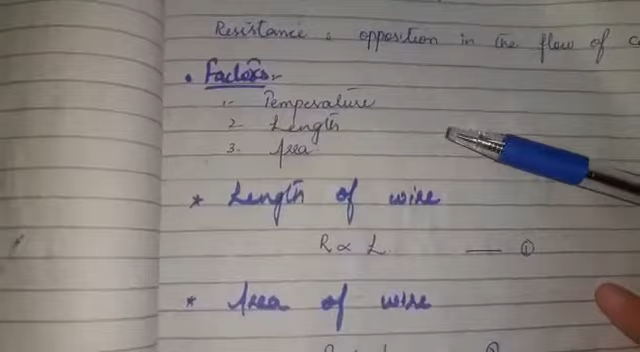 Resistance : opposition in the flow of
• Factors:-
1- Temperature
2- Length
3. Area
* Length of wire
R ∝ L. — ①
* Area of wire